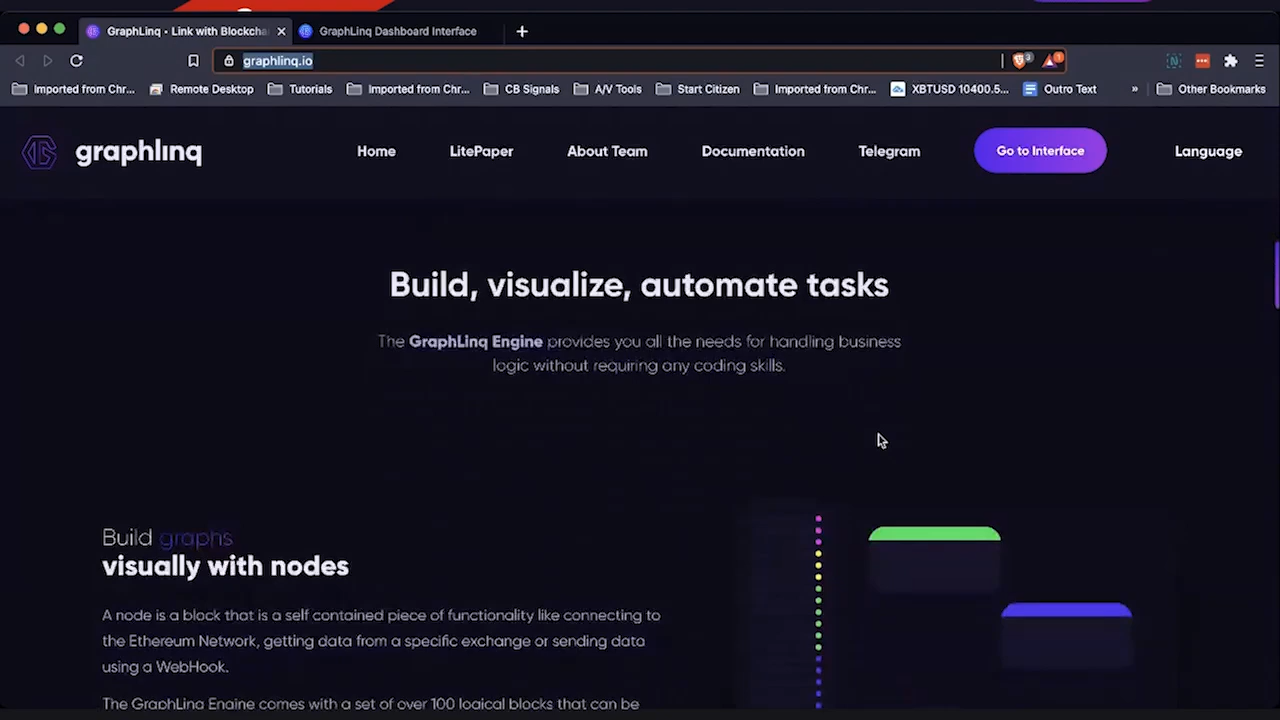 GraphLinq • Link with Blockcha
GraphLinq Dashboard Interface
graphlinq.io
Imported from Chr...
Remote Desktop
Tutorials
Imported from Chr...
CB Signals
A/V Tools
Start Citizen
Imported from Chr...
XBTUSD 10400.5...
Outro Text
»
Other Bookmarks
graphlinq
Home
LitePaper
About Team
Documentation
Telegram
Go to Interface
Language
Build, visualize, automate tasks
The GraphLinq Engine provides you all the needs for handling business
logic without requiring any coding skills.
Build graphs
visually with nodes
A node is a block that is a self contained piece of functionality like connecting to
the Ethereum Network, getting data from a specific exchange or sending data
using a WebHook.
The GraphLinq Engine comes with a set of over 100 logical blocks that can be